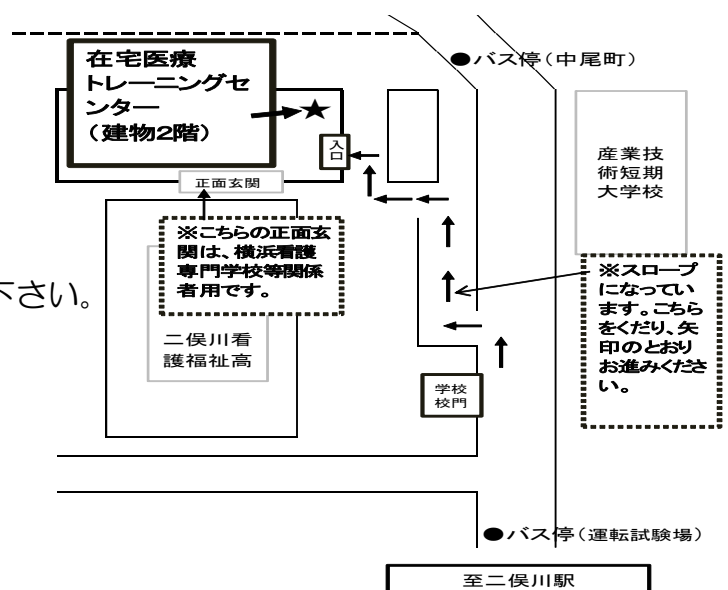 ●バス停(中尾町)
在宅医療
トレーニングセ
ンター
(建物2階)
★
入口
正面玄関
産業技
術短期
大学校
※こちらの正面玄
関は、横浜看護
専門学校等関係
者用です。
下さい。
※スロープ
になってい
ます。こちら
をくだり、矢
印のとおり
お進みくださ
い。
二俣川看
護福祉高
学校
校門
●バス停(運転試験場)
至二俣川駅